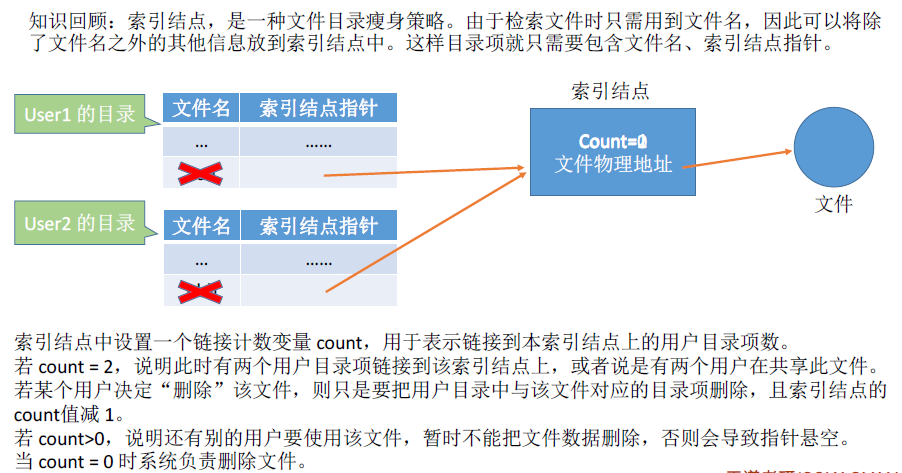 知识回顾：索引结点，是一种文件目录瘦身策略。由于检索文件时只需用到文件名，因此可以将除
了文件名之外的其他信息放到索引结点中。这样目录项就只需要包含文件名、索引结点指针。
索引结点
User1 的目录
文件名 索引结点指针
... ......
Count=
文件物理地址
文件
User2 的目录
文件名 索引结点指针
... ......
索引结点中设置一个链接计数变量 count，用于表示链接到本索引结点上的用户目录项数。
若 count = 2，说明此时有两个用户目录项链接到该索引结点上，或者说是有两个用户在共享此文件。
若某个用户决定“删除”该文件，则只是要把用户目录中与该文件对应的目录项删除，且索引结点的
count值减 1。
若 count>0，说明还有别的用户要使用该文件，暂时不能把文件数据删除，否则会导致指针悬空。
当 count = 0 时系统负责删除文件。